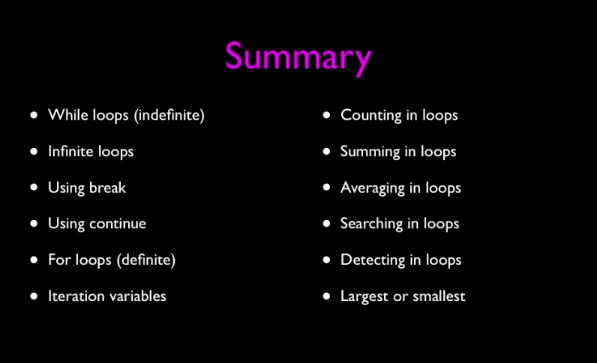 Summary
• While loops (indefinite)
• Infinite loops
• Using break
• Using continue
• For loops (definite)
• Iteration variables
• Counting in loops
• Summing in loops
• Averaging in loops
• Searching in loops
• Detecting in loops
• Largest or smallest